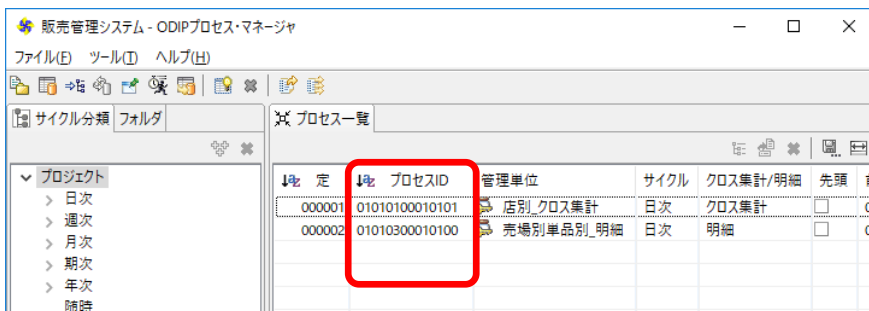 販売管理システム - ODIPプロセス・マネージャ
ファイル(F) ツール(T) ヘルプ(H)
サイクル分類 フォルダ
プロセス一覧
プロジェクト
日次
週次
月次
期次
年次
随時
定 プロセスID 管理単位 サイクル クロス集計/明細 先頭
000001 01010100010101 店別_クロス集計 日次 クロス集計
000002 01010300010100 売場別単品別_明細 日次 明細